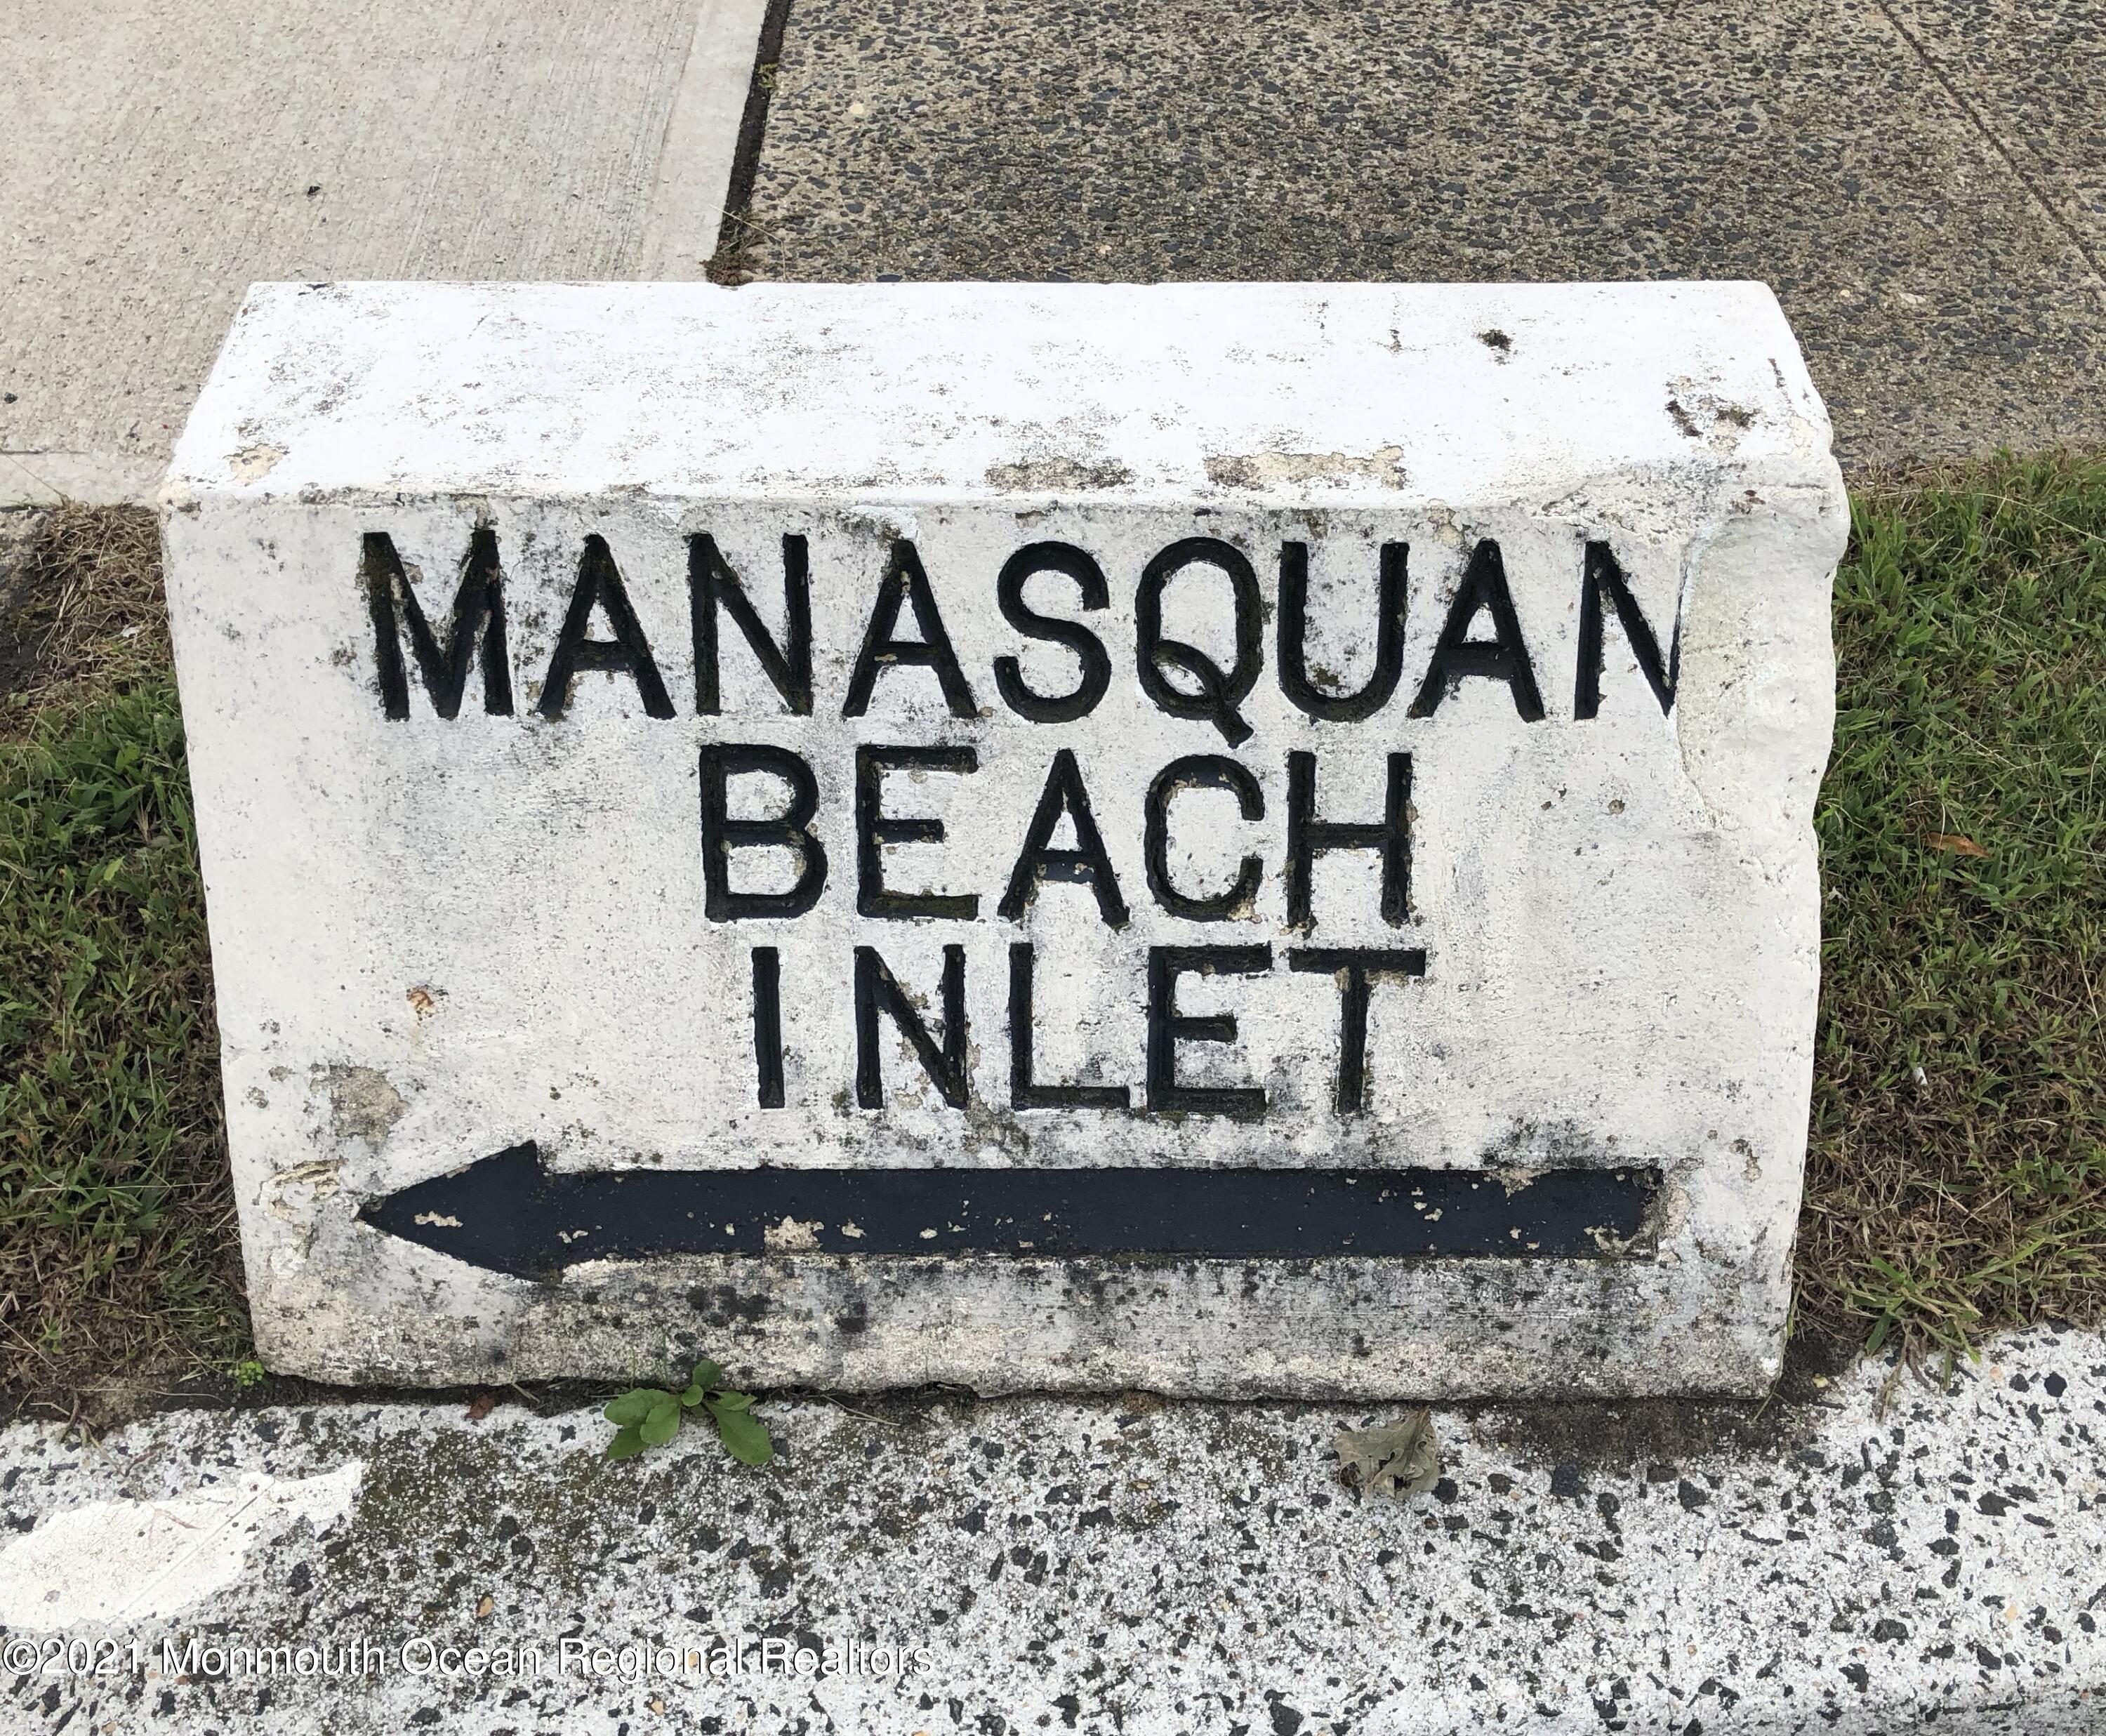 MANASQUAN
BEACH
INLET
©2021 Monmouth Ocean Regional Realtors